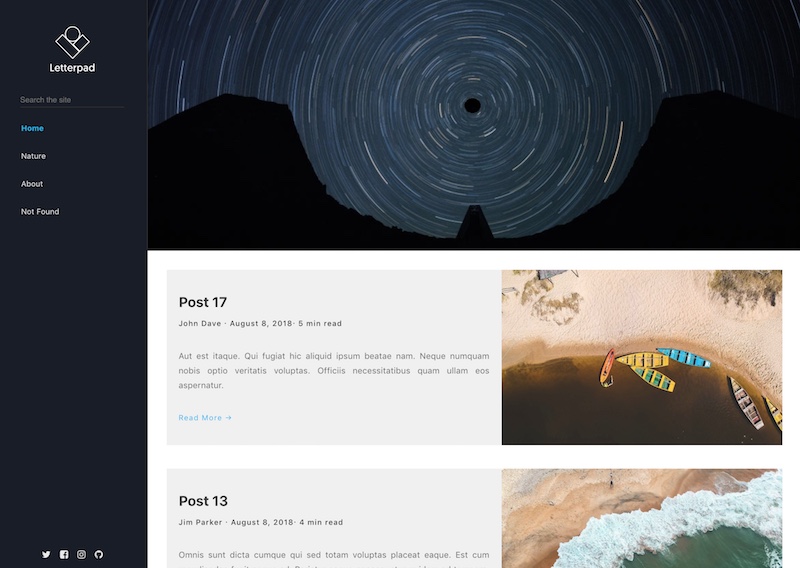 Letterpad
Search the site
Home
Nature
About
Not Found
Post 17
John Dave · August 8, 2018· 5 min read
Aut est itaque. Qui fugiat hic aliquid ipsum beatae nam. Neque numquam
nobis optio veritatis voluptas. Officiis necessitatibus quam ullam eos
aspernatur.
Read More →
Post 13
Jim Parker · August 8, 2018· 4 min read
Omnis sunt dicta cumque qui sed totam voluptas placeat eaque. Est cum